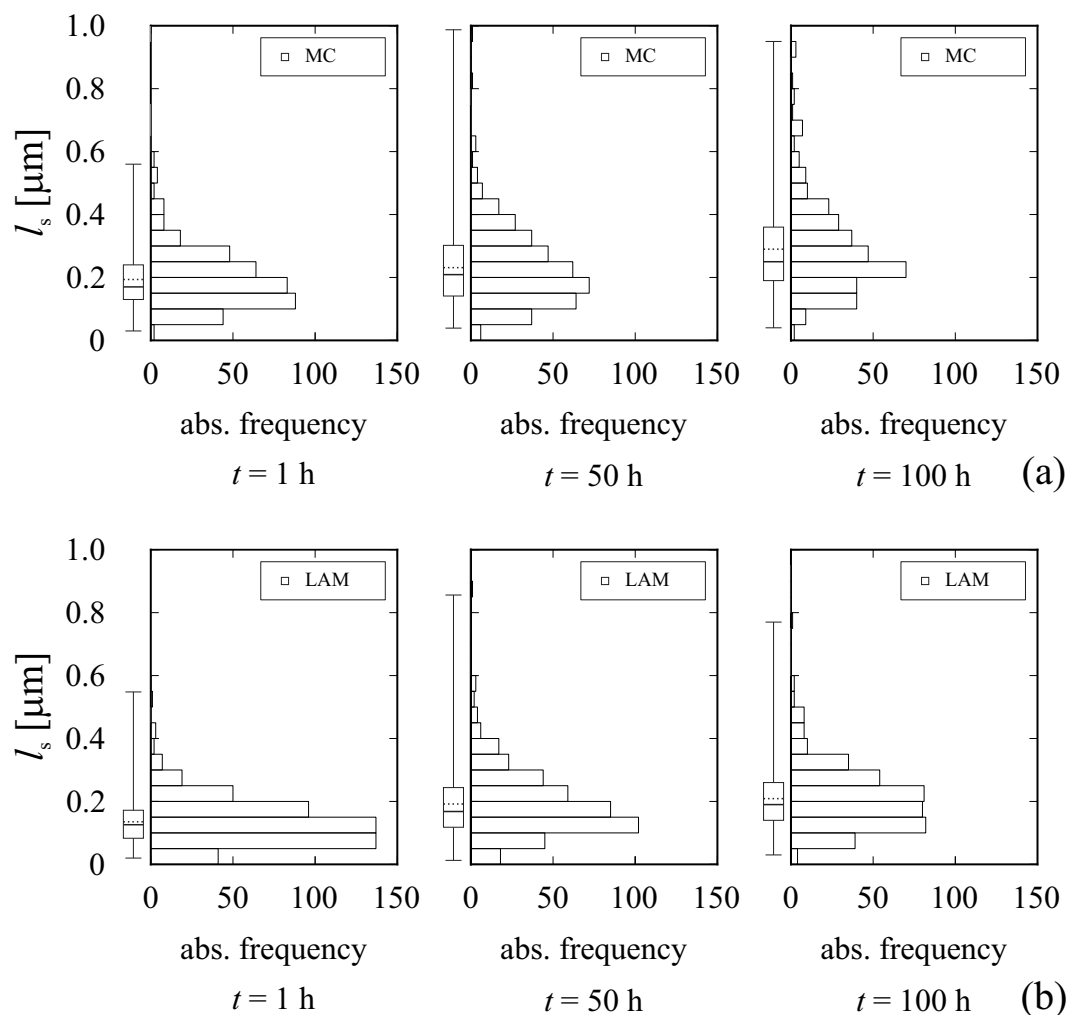 1.0
0.8
0.6
0.4
0.2
0
lₛ [µm]
MC
MC
MC
0 50 100 150
0 50 100 150
0 50 100 150
abs. frequency
abs. frequency
abs. frequency
t = 1 h
t = 50 h
t = 100 h
(a)
1.0
0.8
0.6
0.4
0.2
0
lₛ [µm]
LAM
LAM
LAM
0 50 100 150
0 50 100 150
0 50 100 150
abs. frequency
abs. frequency
abs. frequency
t = 1 h
t = 50 h
t = 100 h
(b)